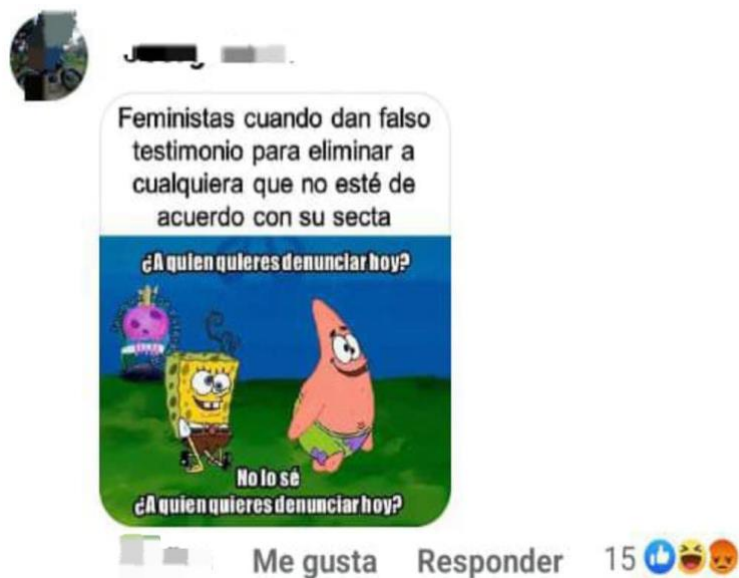 Feministas cuando dan falso
testimonio para eliminar a
cualquiera que no esté de
acuerdo con su secta
¿A quien quieres denunciar hoy?
No lo sé
¿A quien quieres denunciar hoy?
Me gusta Responder 15